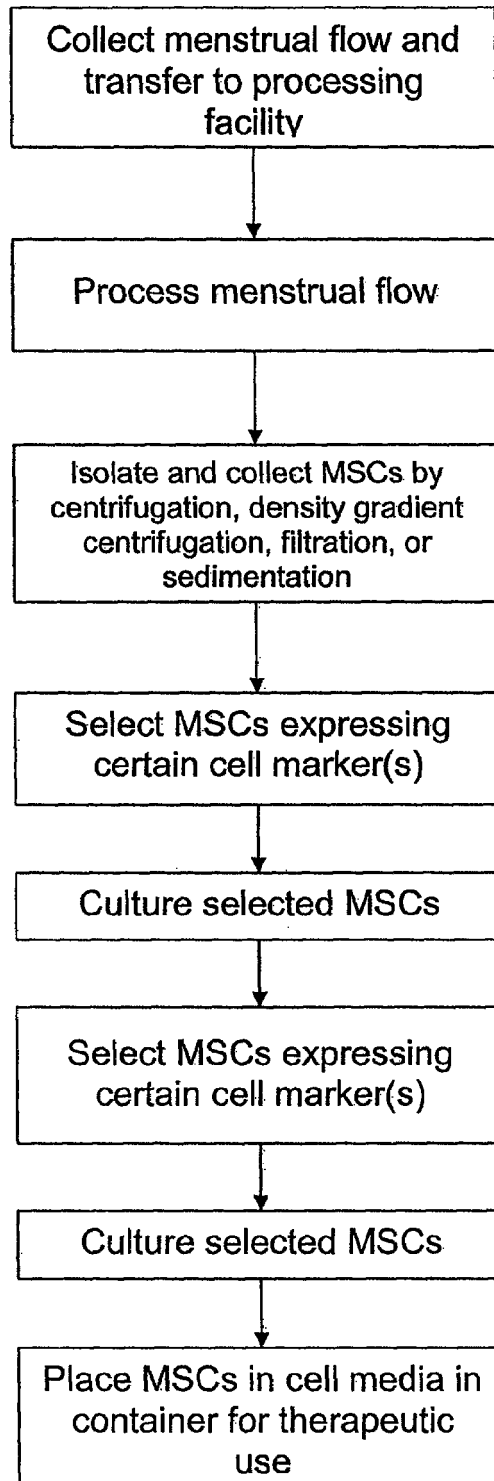 Collect menstrual flow and
transfer to processing
facility
Process menstrual flow
Isolate and collect MSCs by
centrifugation, density gradient
centrifugation, filtration, or
sedimentation
Select MSCs expressing
certain cell marker(s)
Culture selected MSCs
Select MSCs expressing
certain cell marker(s)
Culture selected MSCs
Place MSCs in cell media in
container for therapeutic
use